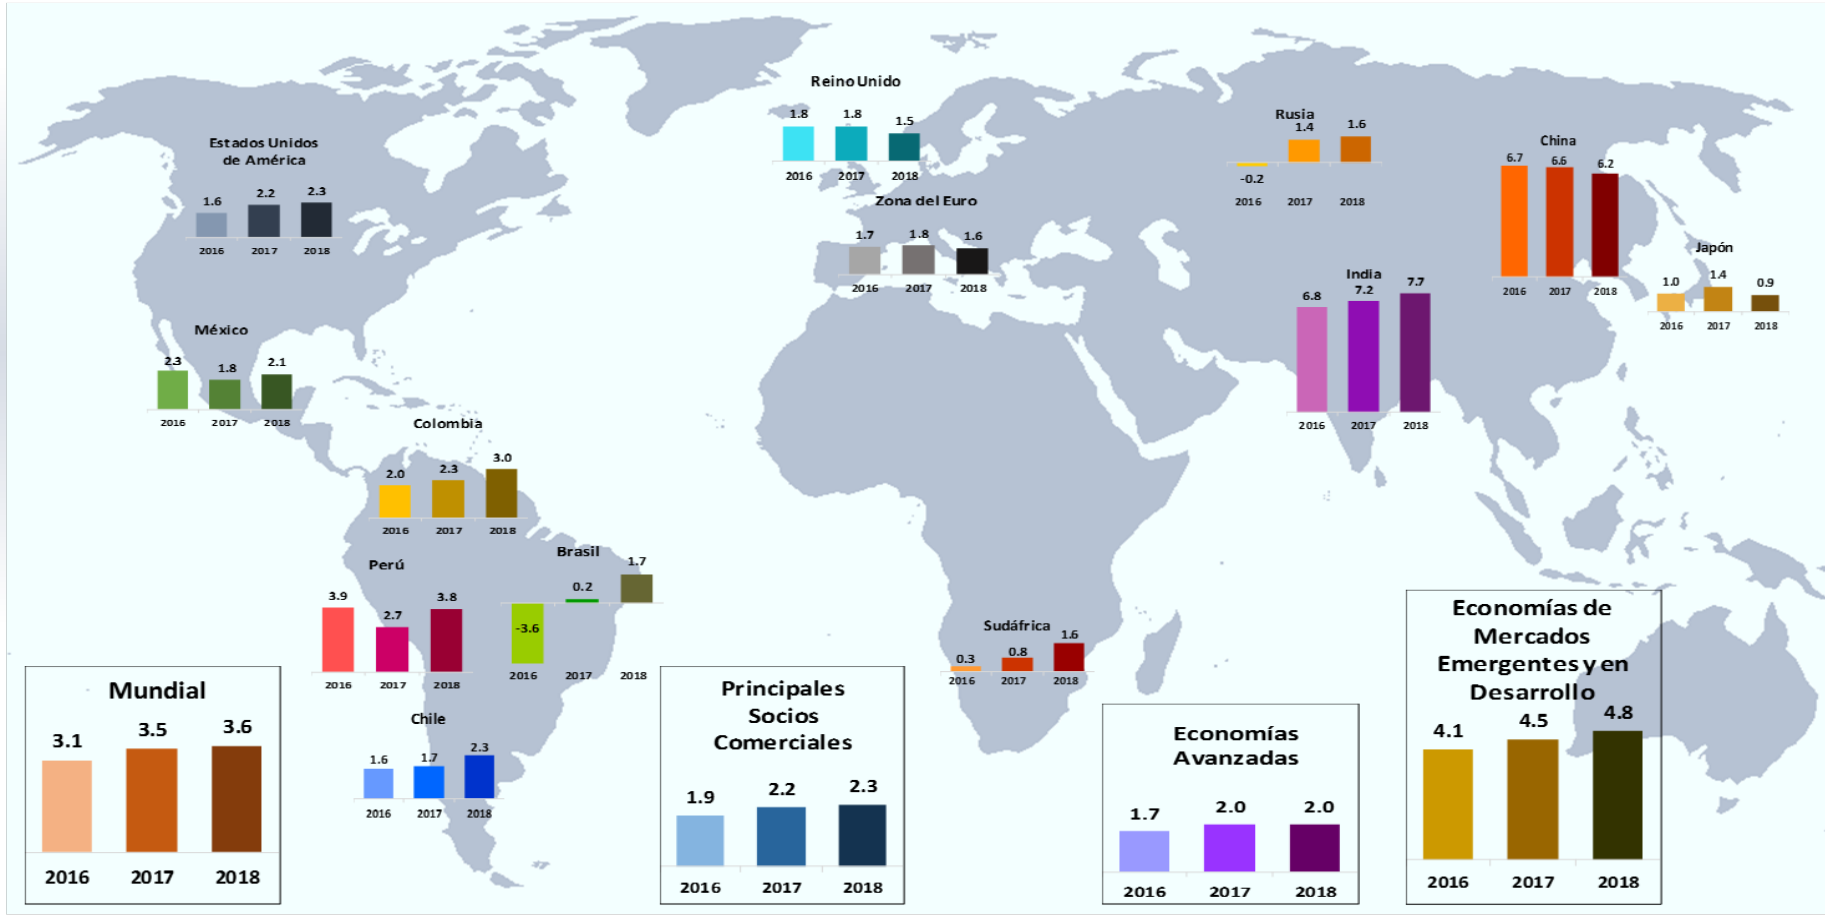 Reino Unido
1.8 1.8 1.5
2016 2017 2018
Estados Unidos
de América
1.6 2.2 2.3
2016 2017 2018
Zona del Euro
1.7 1.8 1.6
2016 2017 2018
Rusia
-0.2 1.4 1.6
2016 2017 2018
China
6.7 6.6 6.2
2016 2017 2018
Japón
1.0 1.4 0.9
2016 2017 2018
India
6.8 7.2 7.7
2016 2017 2018
México
2.3 1.8 2.1
2016 2017 2018
Colombia
2.0 2.3 3.0
2016 2017 2018
Perú
3.9 2.7 3.8
2016 2017 2018
Brasil
-3.6 0.2 1.7
2016 2017 2018
Chile
1.6 1.7 2.3
2016 2017 2018
Sudáfrica
0.3 0.8 1.6
2016 2017 2018
Mundial
3.1 3.5 3.6
2016 2017 2018
Principales
Socios
Comerciales
1.9 2.2 2.3
2016 2017 2018
Economías
Avanzadas
1.7 2.0 2.0
2016 2017 2018
Economías de
Mercados
Emergentes y en
Desarrollo
4.1 4.5 4.8
2016 2017 2018